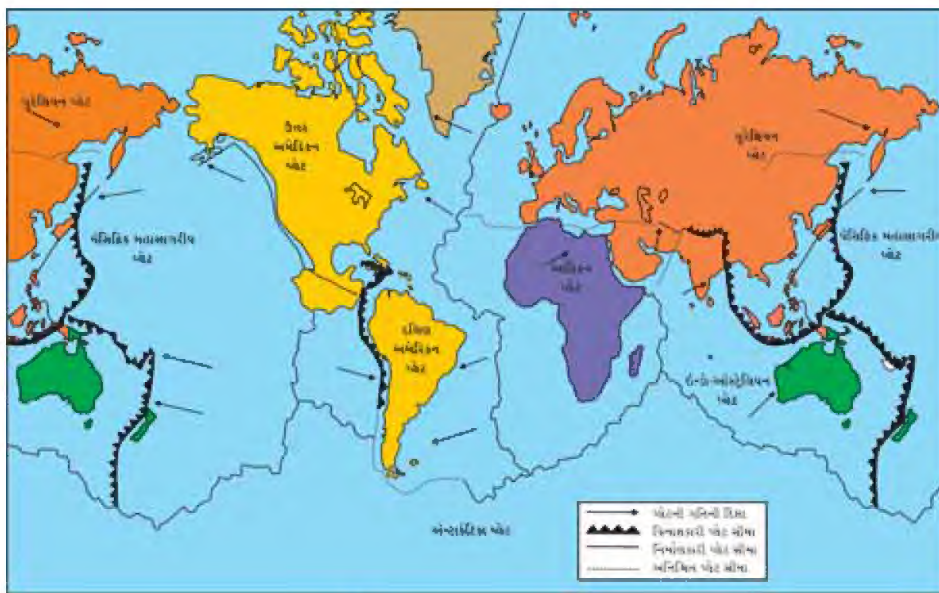 યુરેશિયન પ્લેટ
ઉત્તર
અમેરિકન
પ્લેટ
યુરેશિયન
પ્લેટ
પેસિફિક મહાસાગરીય
પ્લેટ
આફ્રિકન
પ્લેટ
પેસિફિક મહાસાગરીય
પ્લેટ
દક્ષિણ
અમેરિકન
પ્લેટ
ઇન્ડો-ઓસ્ટ્રેલિયન
પ્લેટ
એન્ટાર્કટિકા પ્લેટ
પ્લેટની ગતિની દિશા
વિનાશકારી પ્લેટ સીમા
નિર્માણકારી પ્લેટ સીમા
અનિશ્ચિત પ્લેટ સીમા